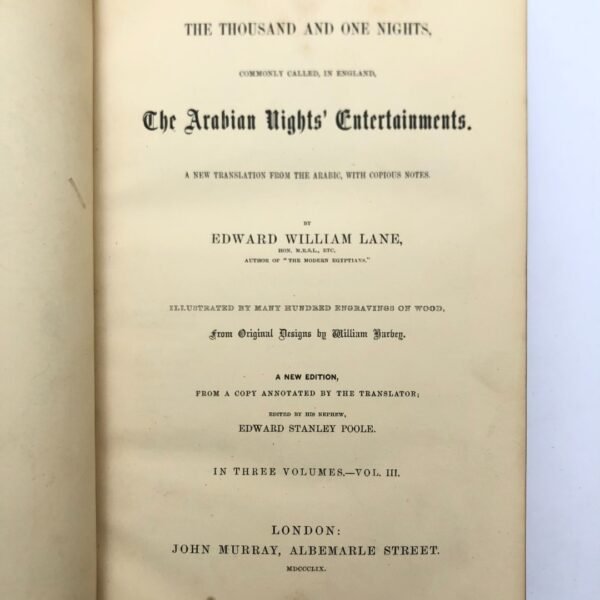 THE THOUSAND AND ONE NIGHTS,
COMMONLY CALLED, IN ENGLAND,
The Arabian Nights' Entertainments.
A NEW TRANSLATION FROM THE ARABIC, WITH COPIOUS NOTES.
BY
EDWARD WILLIAM LANE,
HON. M.R.S.L., ETC.
AUTHOR OF "THE MODERN EGYPTIANS."
ILLUSTRATED BY MANY HUNDRED ENGRAVINGS ON WOOD,
From Original Designs by William Harvey.
A NEW EDITION,
FROM A COPY ANNOTATED BY THE TRANSLATOR;
EDITED BY HIS NEPHEW,
EDWARD STANLEY POOLE.
IN THREE VOLUMES.—VOL. III.
LONDON:
JOHN MURRAY, ALBEMARLE STREET.
MDCCCLIX.